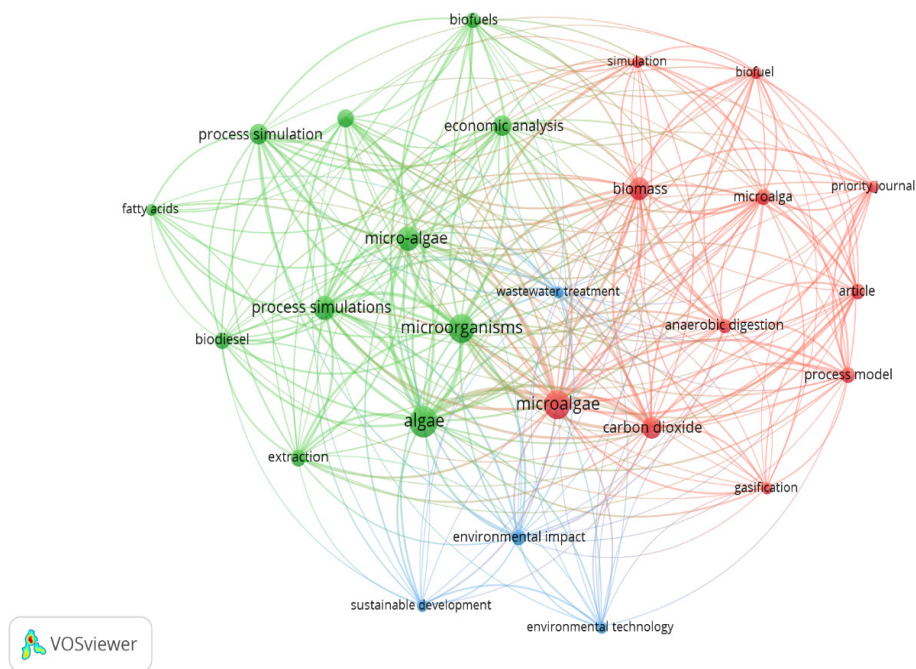 biofuels
simulation
biofuel
process simulation
economic analysis
biomass
microalga
priority journal
fatty acids
micro-algae
wastewater treatment
article
process simulations
microorganisms
anaerobic digestion
biodiesel
process model
microalgae
algae
carbon dioxide
extraction
gasification
environmental impact
sustainable development
environmental technology
VOSviewer